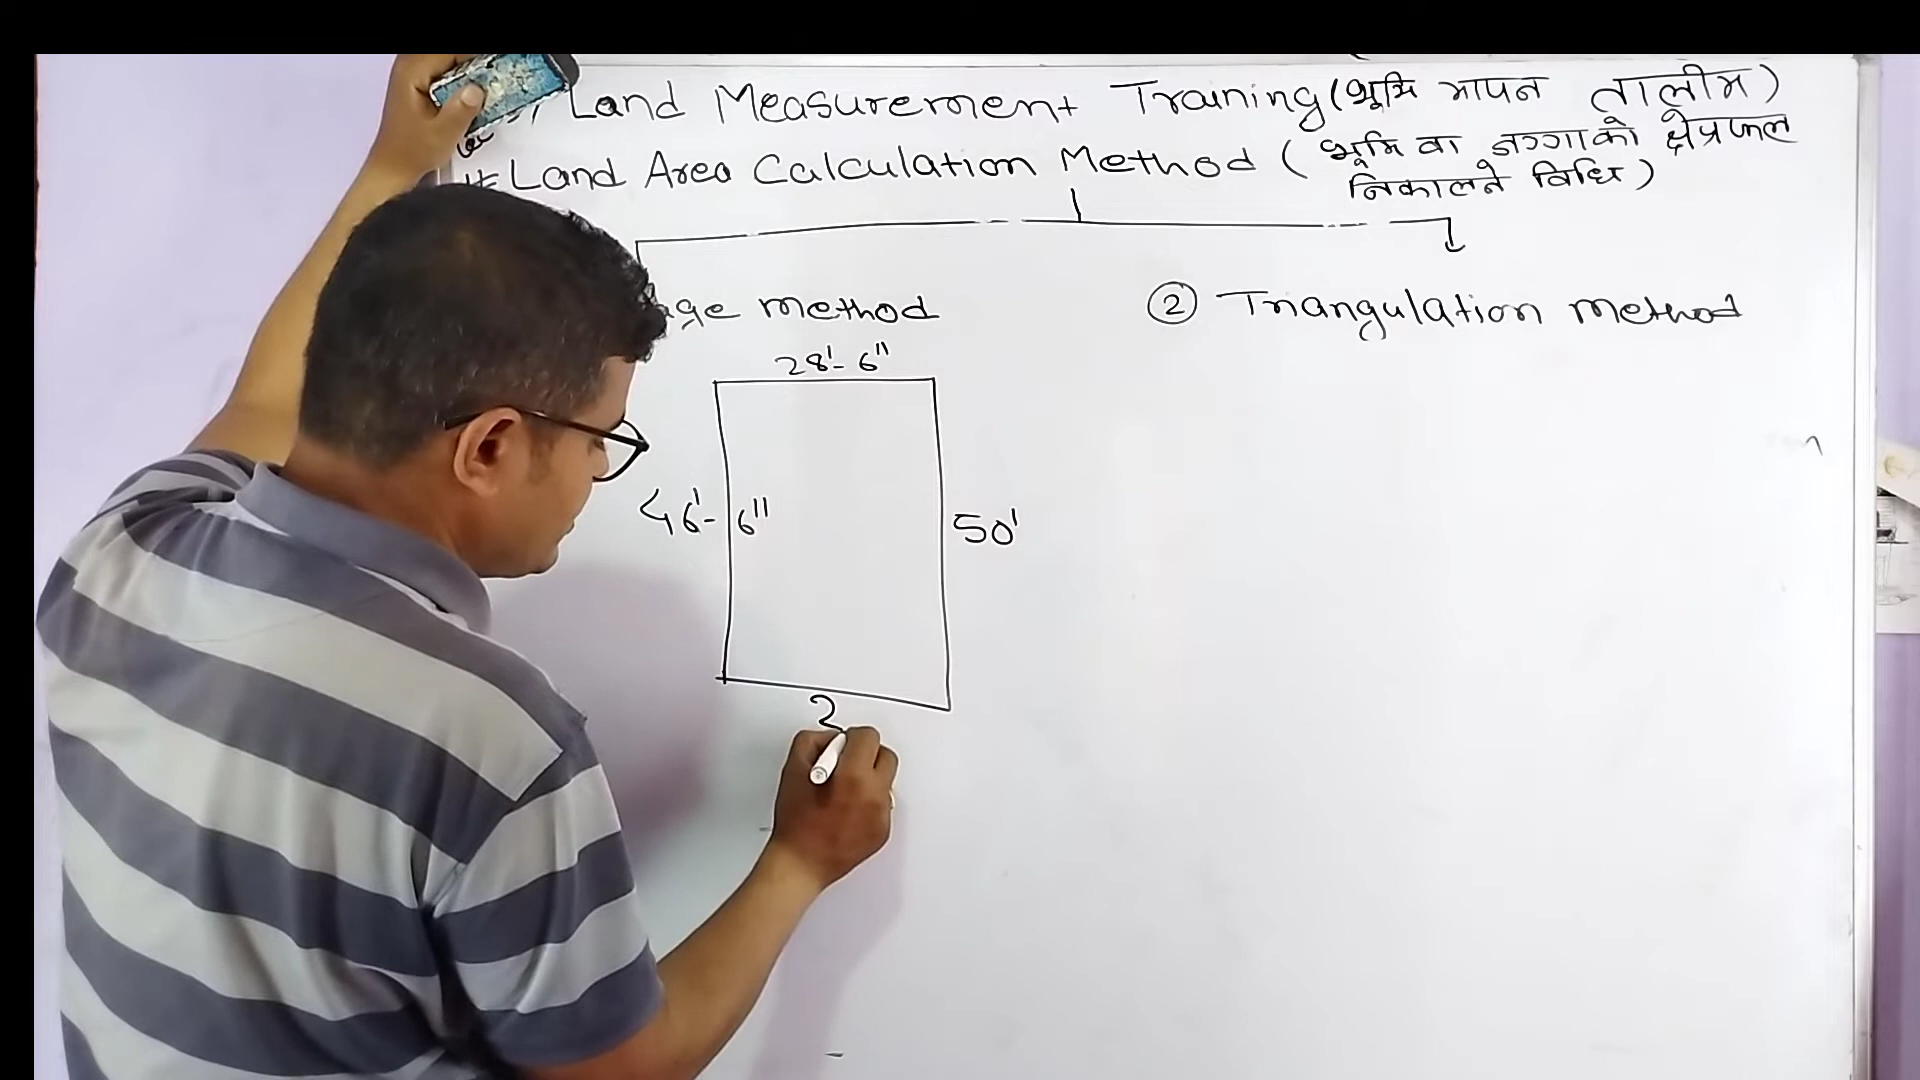 Land Measurement Training (भूमि मापन तालीम)
# Land Area Calculation Method ( भूमि वा जग्गाको क्षेत्रफल
निकालने विधि )
method
② Triangulation method
28'- 6"
46'- 6"
50'
2